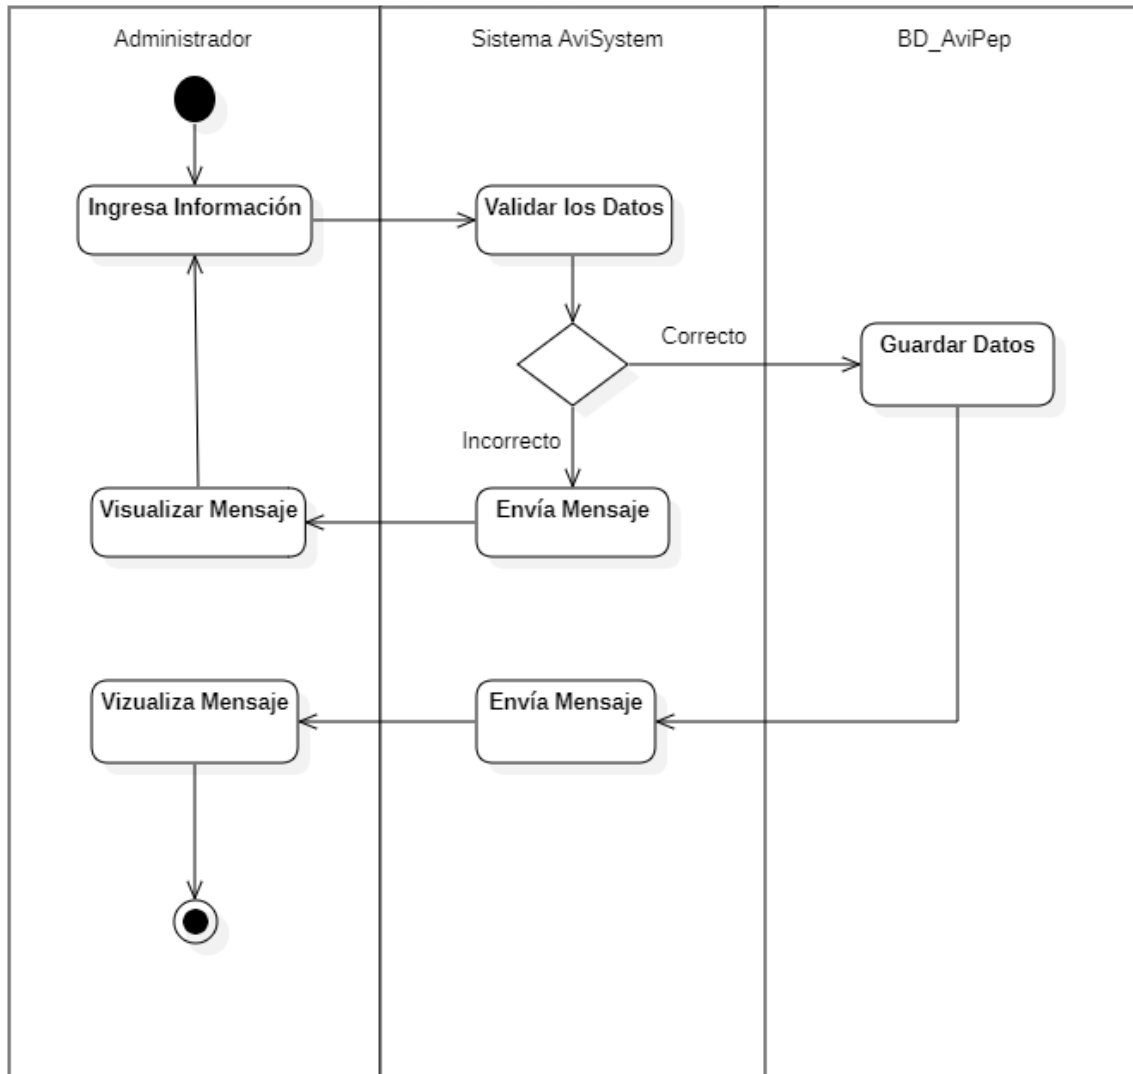 Administrador
Sistema AviSystem
BD_AviPep
Ingresa Información
Validar los Datos
Correcto
Guardar Datos
Incorrecto
Visualizar Mensaje
Envía Mensaje
Vizualiza Mensaje
Envía Mensaje